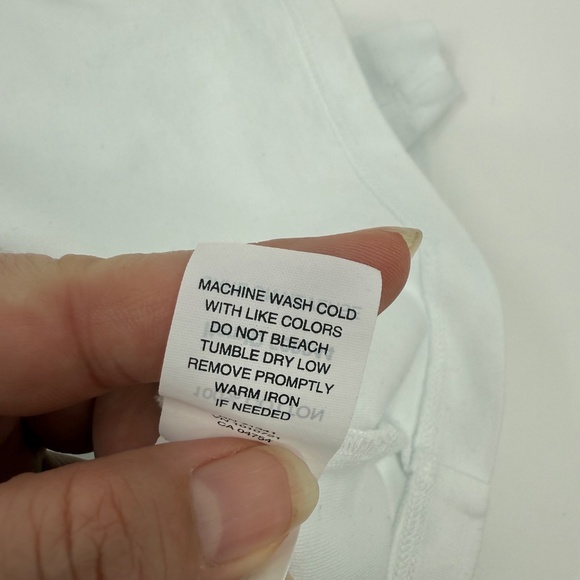 MACHINE WASH COLD
WITH LIKE COLORS
DO NOT BLEACH
TUMBLE DRY LOW
REMOVE PROMPTLY
WARM IRON
IF NEEDED
CA 04754